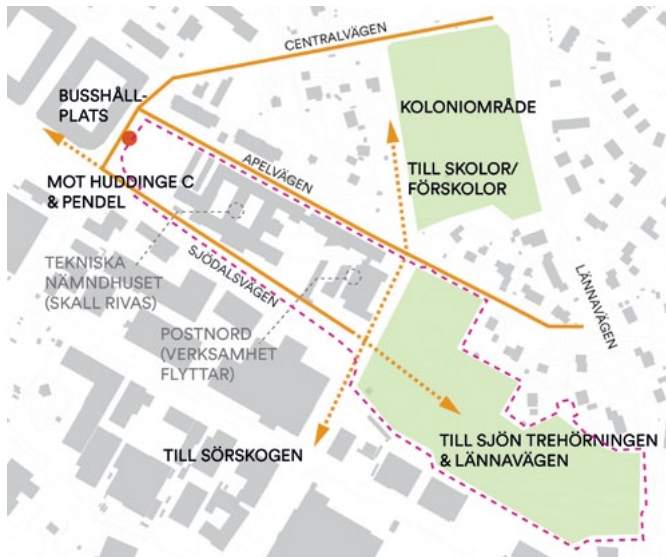 CENTRALVÄGEN
BUSSHÅLL-
PLATS
KOLONIOMRÅDE
APELVÄGEN
TILL SKOLOR/
FÖRSKOLOR
MOT HUDDINGE C
& PENDEL
SJÖDALSVÄGEN
TEKNISKA
NÄMNDHUSET
(SKALL RIVAS)
LÄNNAVÄGEN
POSTNORD
(VERKSAMHET
FLYTTAR)
TILL SÖRSKOGEN
TILL SJÖN TREHÖRNINGEN
& LÄNNAVÄGEN